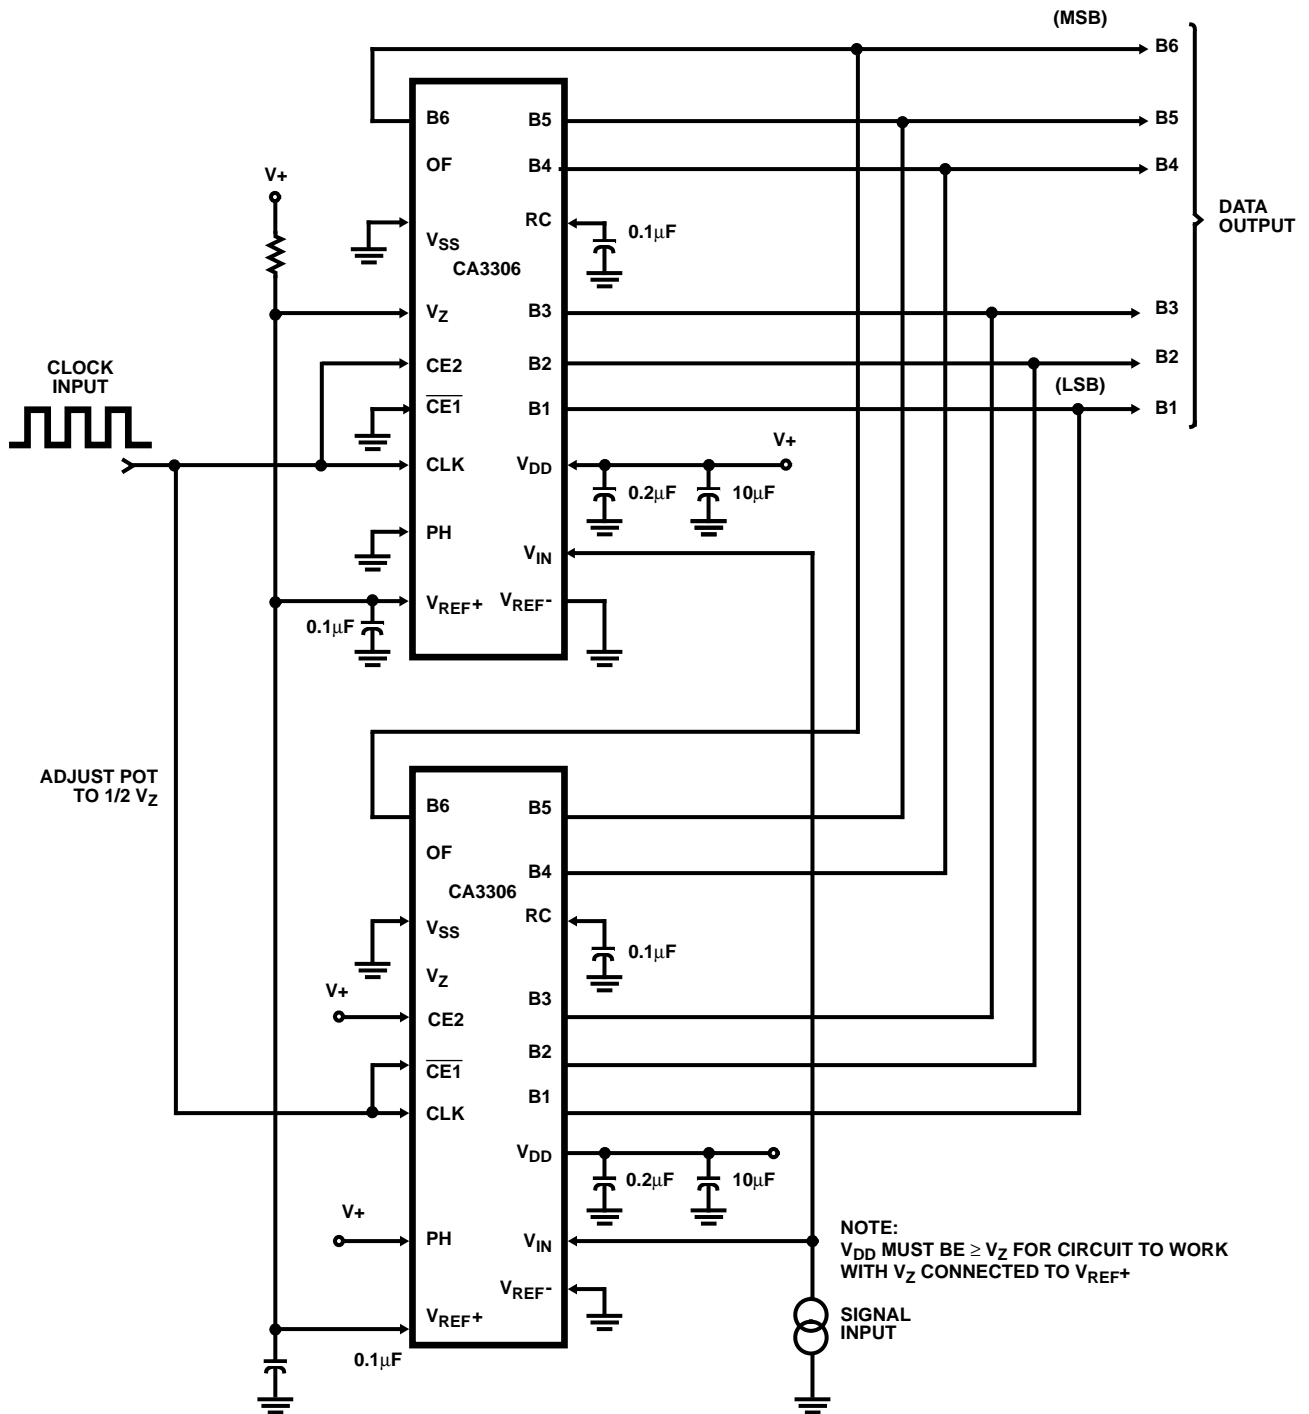 (MSB)
B6
B5
B4
DATA
OUTPUT
B3
B2
(LSB)
B1
B6
B5
OF
B4
V+
VSS
RC
0.1µF
CA3306
VZ
B3
CLOCK
INPUT
CE2
B2
CE1
B1
CLK
VDD
V+
0.2µF
10µF
PH
VIN
0.1µF
VREF+
VREF-
ADJUST POT
TO 1/2 VZ
B6
B5
OF
B4
CA3306
VSS
RC
0.1µF
VZ
V+
B3
CE2
CE1
B2
CLK
B1
VDD
0.2µF
10µF
V+
PH
VIN
NOTE:
VDD MUST BE ≥ VZ FOR CIRCUIT TO WORK
WITH VZ CONNECTED TO VREF+
VREF-
VREF+
SIGNAL
INPUT
0.1µF